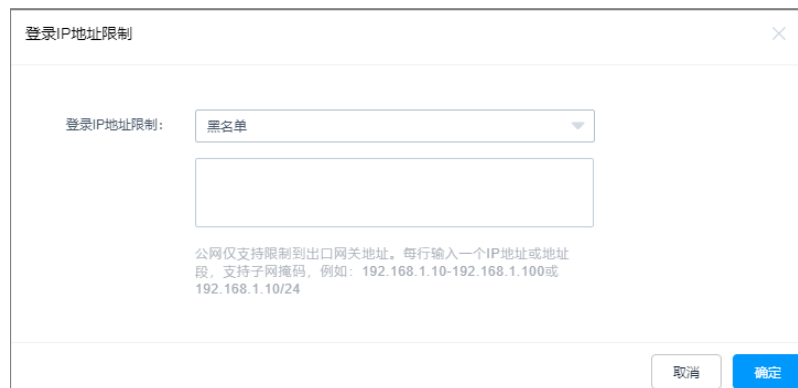 登录IP地址限制
登录IP地址限制：
黑名单
公网仅支持限制到出口网关地址。每行输入一个IP地址或地址
段，支持子网掩码，例如：192.168.1.10-192.168.1.100或
192.168.1.10/24
取消
确定